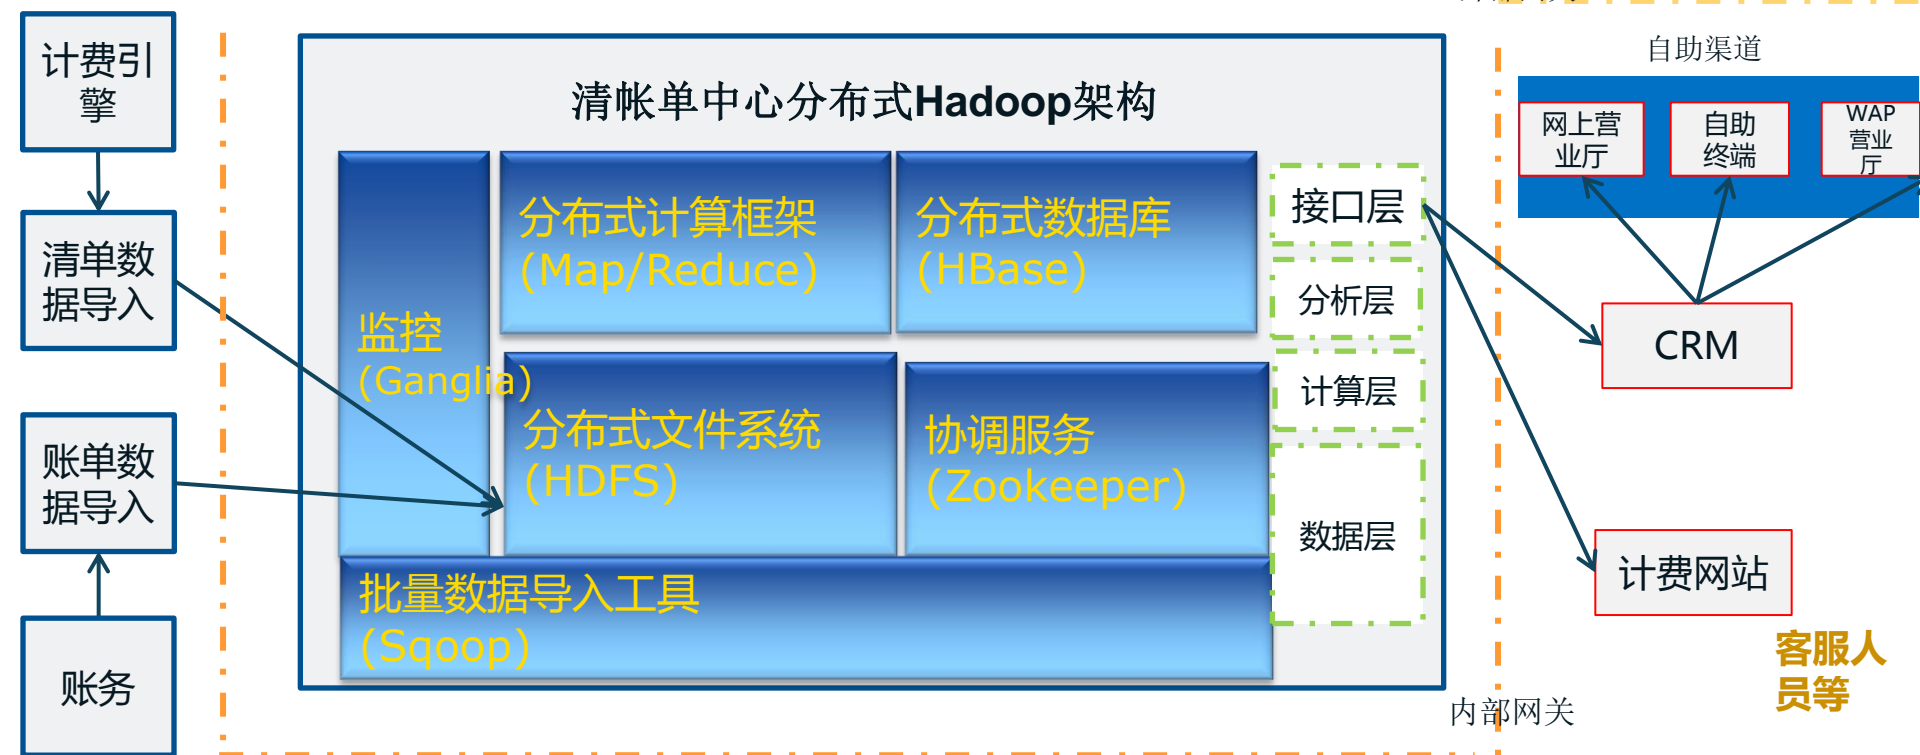 自助渠道
计费引
擎
清帐单中心分布式Hadoop架构
网上营
业厅
自助
终端
WAP
营业
厅
分布式计算框架
(Map/Reduce)
分布式数据库
(HBase)
接口层
清单数
据导入
分析层
监控
(Ganglia)
CRM
计算层
分布式文件系统
(HDFS)
协调服务
(Zookeeper)
账单数
据导入
数据层
计费网站
批量数据导入工具
(Sqoop)
客服人
员等
账务
内部网关